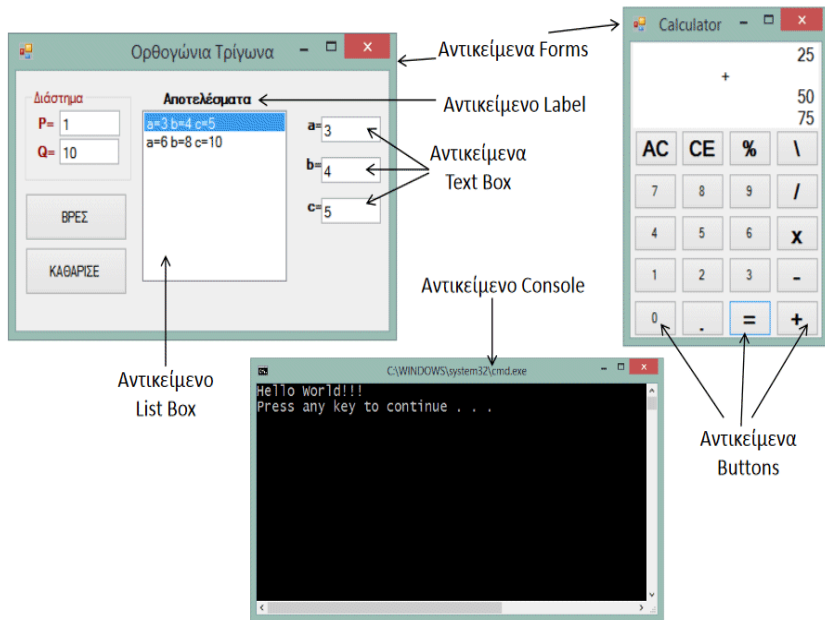 Ορθογώνια Τρίγωνα
Διάστημα
P= 1
Q= 10
ΒΡΕΣ
ΚΑΘΑΡΙΣΕ
Αποτελέσματα
a=3 b=4 c=5
a=6 b=8 c=10
a= 3
b= 4
c= 5
Αντικείμενα Forms
Αντικείμενο Label
Αντικείμενα
Text Box
Αντικείμενο Console
Αντικείμενο
List Box
Calculator
25
+
50
75
AC CE % \
7 8 9 /
4 5 6 x
1 2 3 -
0 . = +
Αντικείμενα
Buttons
C:\WINDOWS\system32\cmd.exe
Hello World!!!
Press any key to continue . . .